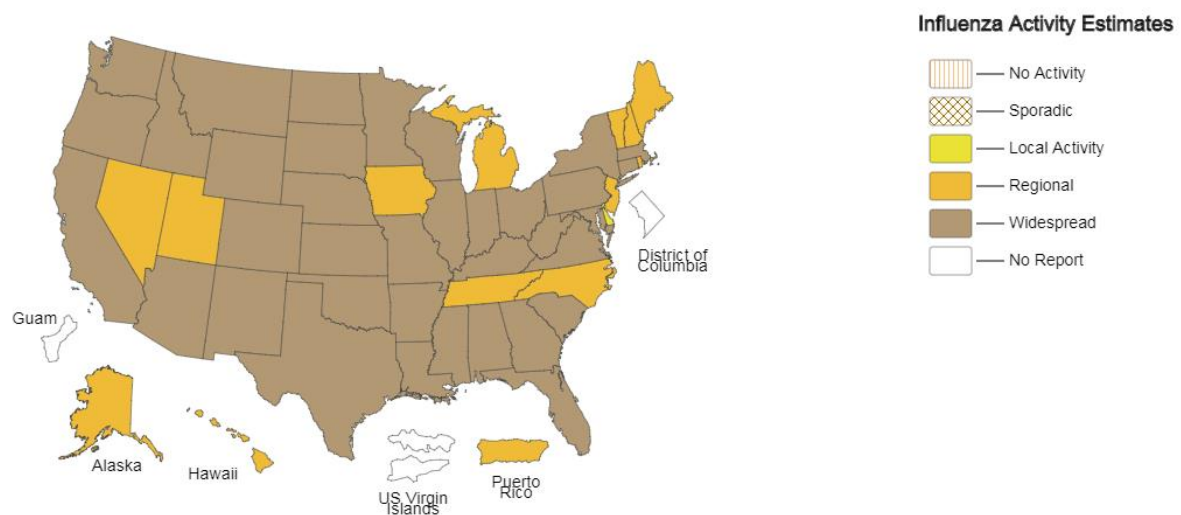 Influenza Activity Estimates
No Activity
Sporadic
Local Activity
Regional
Widespread
No Report
District of
Columbia
Guam
Alaska
Hawaii
US Virgin
Islands
Puerto
Rico